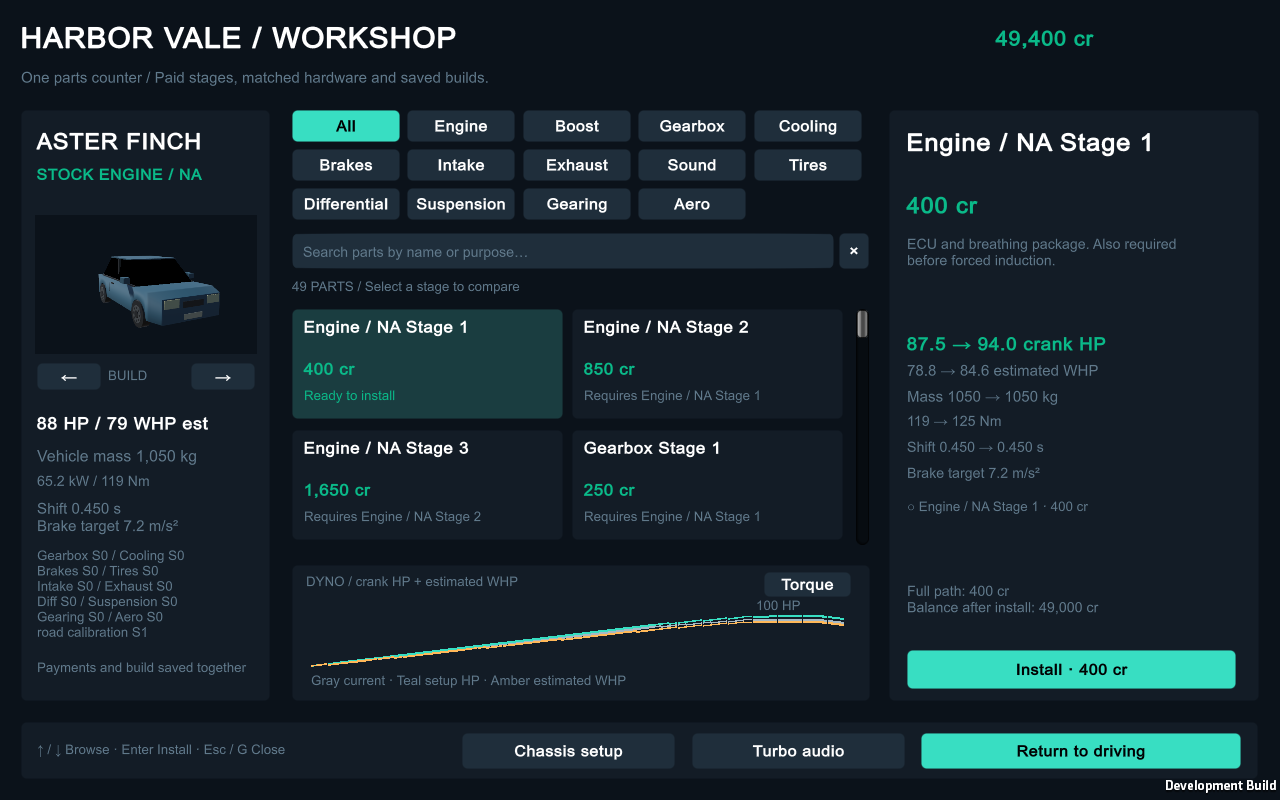 HARBOR VALE / WORKSHOP
49,400 cr
One parts counter / Paid stages, matched hardware and saved builds.
ASTER FINCH
STOCK ENGINE / NA
← BUILD →
88 HP / 79 WHP est
Vehicle mass 1,050 kg
65.2 kW / 119 Nm
Shift 0.450 s
Brake target 7.2 m/s²
Gearbox S0 / Cooling S0
Brakes S0 / Tires S0
Intake S0 / Exhaust S0
Diff S0 / Suspension S0
Gearing S0 / Aero S0
road calibration S1
Payments and build saved together
All Engine Boost Gearbox Cooling
Brakes Intake Exhaust Sound Tires
Differential Suspension Gearing Aero
Search parts by name or purpose… ×
49 PARTS / Select a stage to compare
Engine / NA Stage 1
400 cr
Ready to install
Engine / NA Stage 2
850 cr
Requires Engine / NA Stage 1
Engine / NA Stage 3
1,650 cr
Requires Engine / NA Stage 2
Gearbox Stage 1
250 cr
Requires Engine / NA Stage 1
DYNO / crank HP + estimated WHP
Torque
100 HP
Gray current · Teal setup HP · Amber estimated WHP
Engine / NA Stage 1
400 cr
ECU and breathing package. Also required
before forced induction.
87.5 → 94.0 crank HP
78.8 → 84.6 estimated WHP
Mass 1050 → 1050 kg
119 → 125 Nm
Shift 0.450 → 0.450 s
Brake target 7.2 m/s²
○ Engine / NA Stage 1 · 400 cr
Full path: 400 cr
Balance after install: 49,000 cr
Install · 400 cr
↑ / ↓ Browse · Enter Install · Esc / G Close
Chassis setup
Turbo audio
Return to driving
Development Build